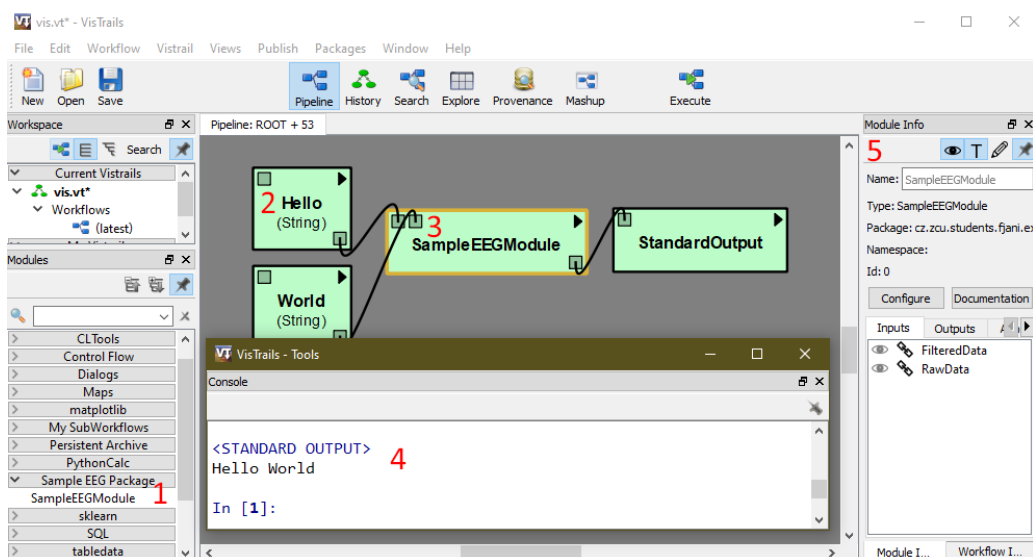 vis.vt* - VisTrails
File Edit Workflow Vistrail Views Publish Packages Window Help
New Open Save Pipeline History Search Explore Provenance Mashup Execute
Workspace
Search
Current Vistrails
vis.vt*
Workflows
(latest)
Modules
CLTools
Control Flow
Dialogs
Maps
matplotlib
My SubWorkflows
Persistent Archive
PythonCalc
Sample EEG Package
SampleEEGModule
1
sklearn
SQL
tabledata
Pipeline: ROOT + 53
2
Hello
(String)
3
SampleEEGModule
StandardOutput
World
(String)
VisTrails - Tools
Console
<STANDARD OUTPUT>
Hello World
4
In [1]:
Module Info
5
T
Name: SampleEEGModule
Type: SampleEEGModule
Package: cz.zcu.students.fjani.ex
Namespace:
Id: 0
Configure Documentation
Inputs Outputs
FilteredData
RawData
Module I... Workflow I...